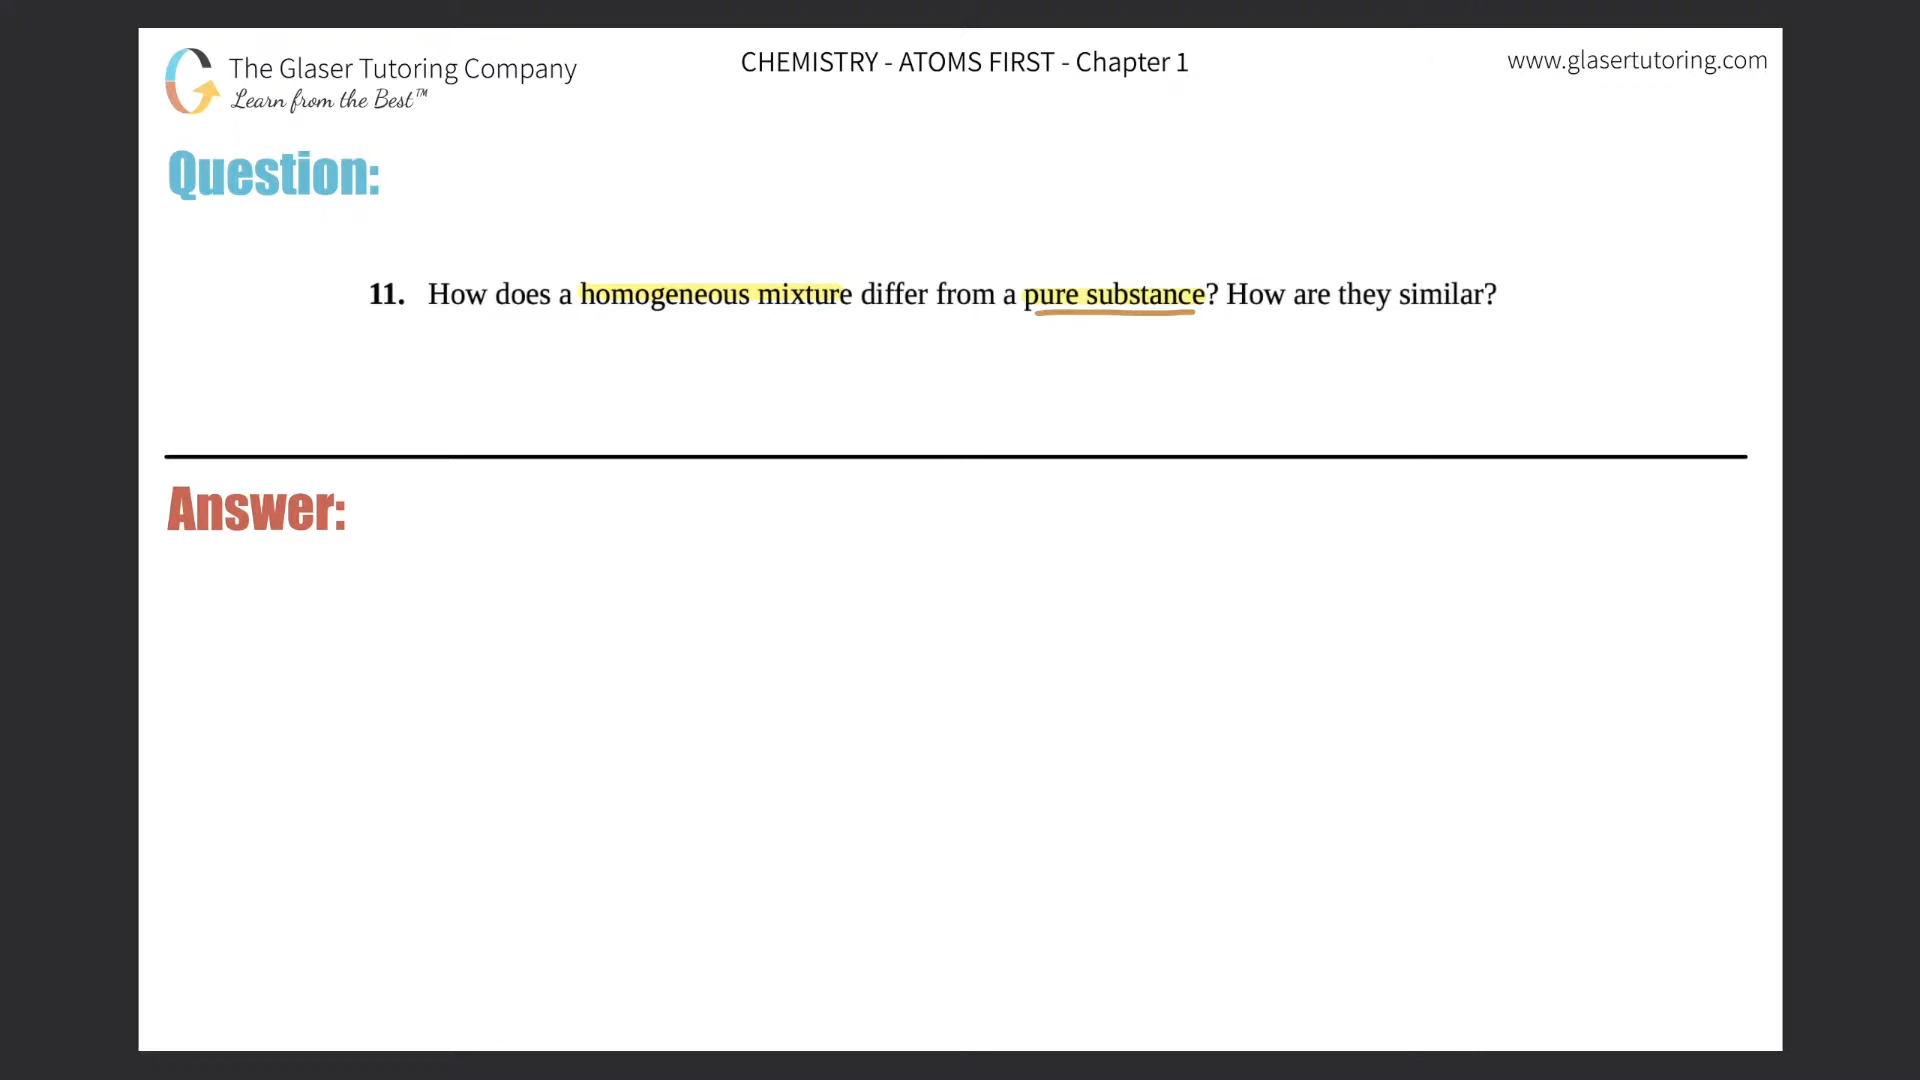 The Glaser Tutoring Company
Learn from the Best™
CHEMISTRY - ATOMS FIRST - Chapter 1
www.glasertutoring.com
Question:
11. How does a homogeneous mixture differ from a pure substance? How are they similar?
Answer: